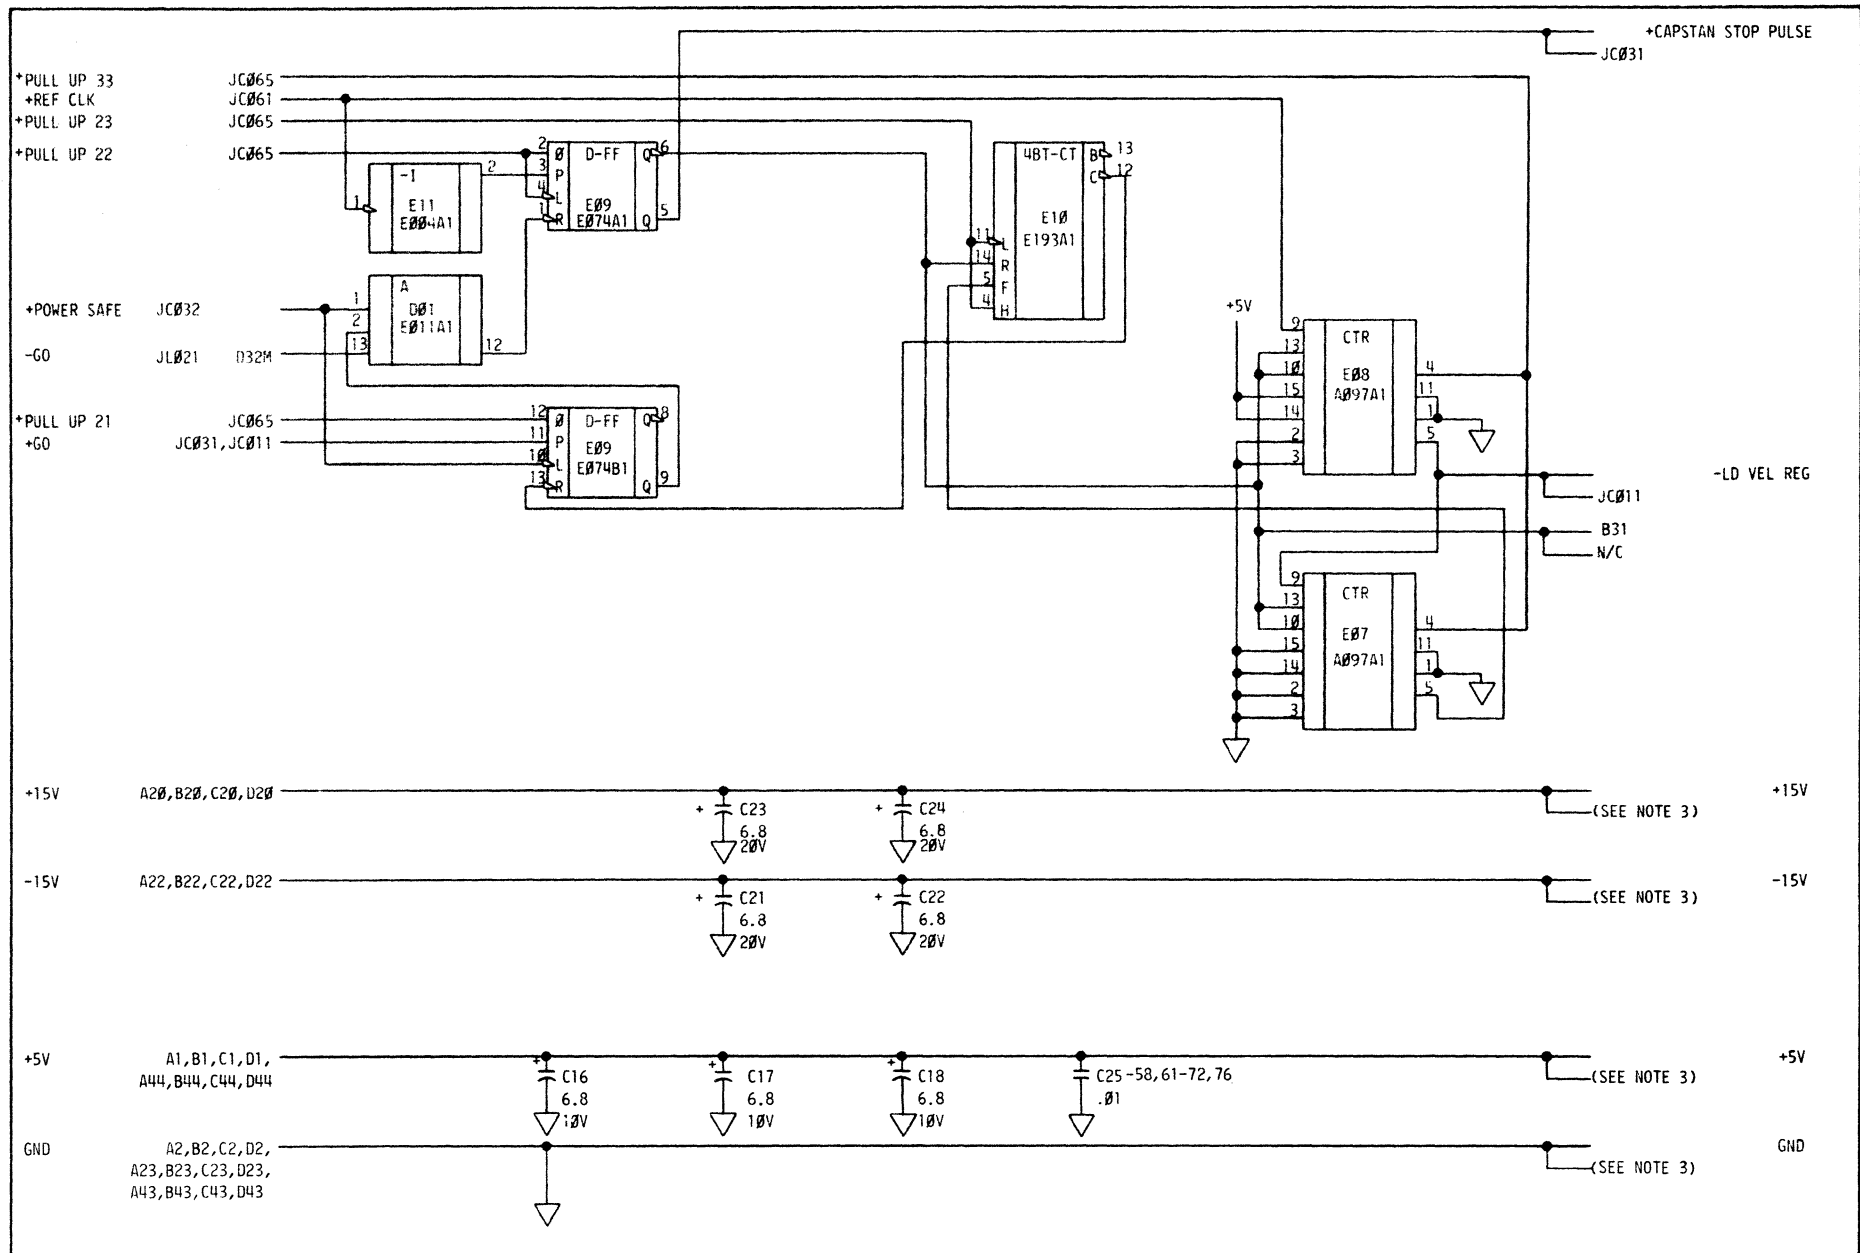 +CAPSTAN STOP PULSE
JCØ31
+PULL UP 33 JCØ65
+REF CLK JCØ61
+PULL UP 23 JCØ65
+PULL UP 22 JCØ65
-I
E11
EØØ4A1
1
2
2 Ø D-FF Q 6
3 P
4 L
1 R
E09
EØ74A1
Q 5
4BT-CT
B 13
C 12
E1Ø
E193A1
11 L
14 R
5 F
4 H
+POWER SAFE JCØ32
-GO JLØ21 D32M
A
DØ1
EØ11A1
1
2
13
12
+PULL UP 21 JCØ65
+GO JCØ31,JCØ11
12 Ø D-FF Q 8
11 P
10 L
13 R
E09
EØ74B1
Q 9
+5V
CTR
EØ8
AØ97A1
9
13
1Ø
15
14
2
3
4
11
1
5
-LD VEL REG
JCØ11
B31
N/C
CTR
EØ7
AØ97A1
9
13
1Ø
15
14
2
3
4
11
1
5
+15V A2Ø,B2Ø,C2Ø,D2Ø
+ C23
6.8
2ØV
+ C24
6.8
2ØV
+15V
(SEE NOTE 3)
-15V A22,B22,C22,D22
+ C21
6.8
2ØV
+ C22
6.8
2ØV
-15V
(SEE NOTE 3)
+5V A1,B1,C1,D1,
A44,B44,C44,D44
+ C16
6.8
1ØV
+ C17
6.8
1ØV
+ C18
6.8
1ØV
C25-58,61-72,76
.Ø1
+5V
(SEE NOTE 3)
GND A2,B2,C2,D2,
A23,B23,C23,D23,
A43,B43,C43,D43
GND
(SEE NOTE 3)